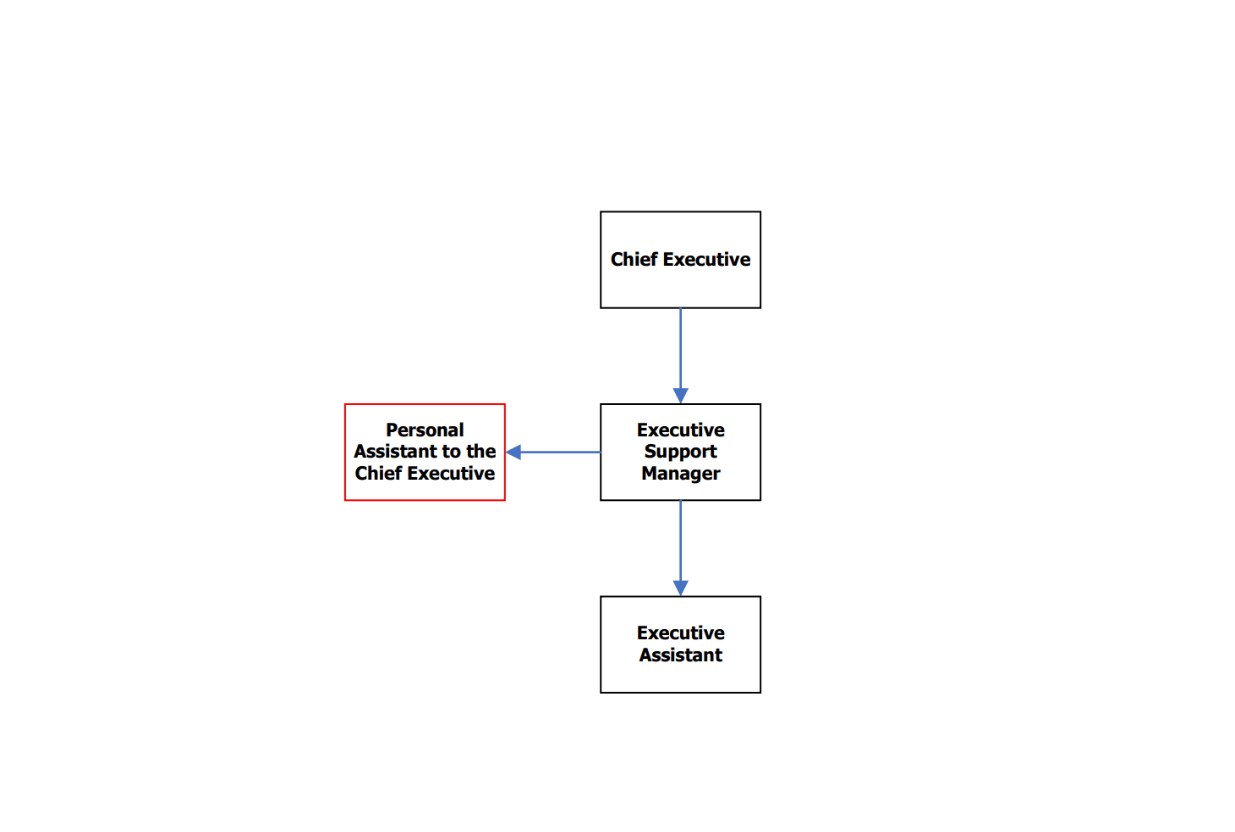 Chief Executive
Personal
Assistant to the
Chief Executive
Executive
Support
Manager
Executive
Assistant